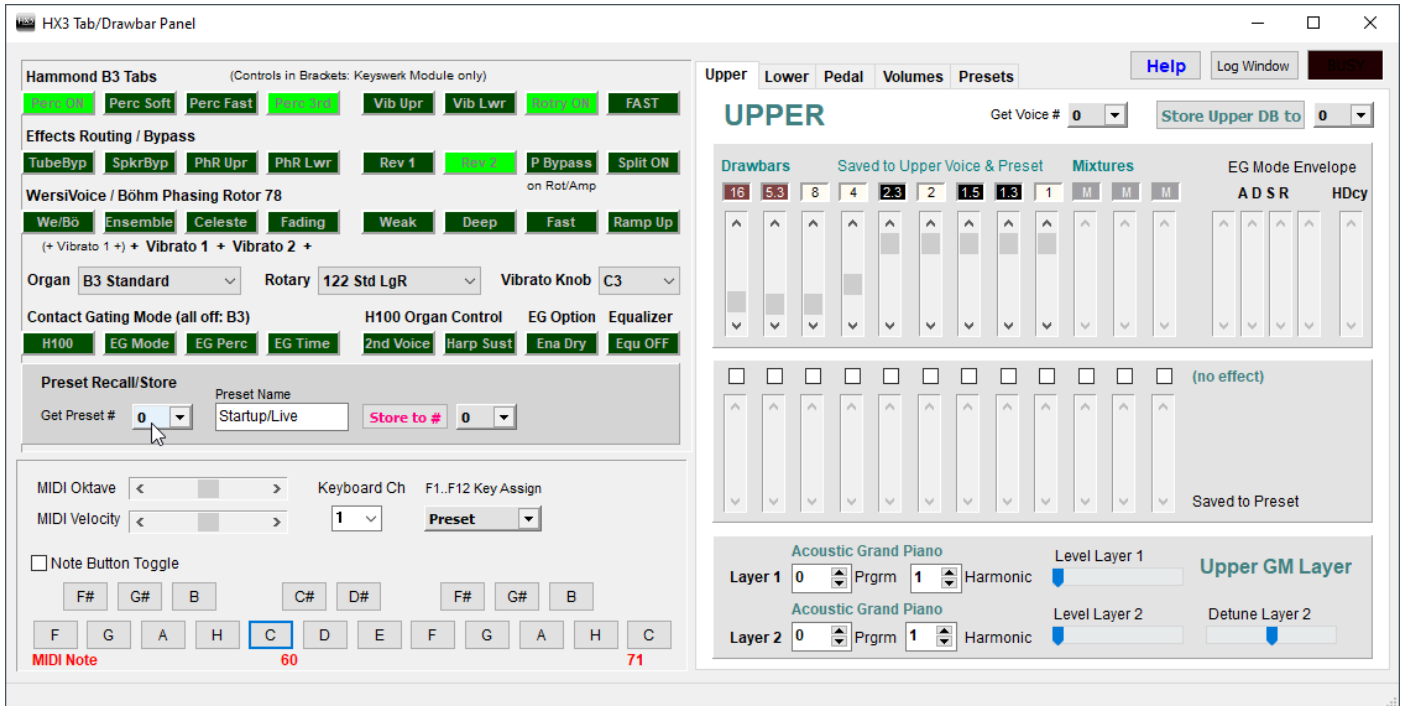 HX3 Tab/Drawbar Panel
Hammond B3 Tabs (Controls in Brackets: Keyswerk Module only)
Perc ON Perc Soft Perc Fast Perc 3rd Vib Upr Vib Lwr Rotry ON FAST
Effects Routing / Bypass
TubeByp SpkrByp PhR Upr PhR Lwr Rev 1 Rev 2 P Bypass Split ON
on Rot/Amp
WersiVoice / Böhm Phasing Rotor 78
We/Bö Ensemble Celeste Fading Weak Deep Fast Ramp Up
(+ Vibrato 1 +) + Vibrato 1 + Vibrato 2 +
Organ B3 Standard Rotary 122 Std LgR Vibrato Knob C3
Contact Gating Mode (all off: B3) H100 Organ Control EG Option Equalizer
H100 EG Mode EG Perc EG Time 2nd Voice Harp Sust Ena Dry Equ OFF
Preset Recall/Store
Preset Name
Get Preset # 0 Startup/Live Store to # 0
MIDI Oktave Keyboard Ch F1..F12 Key Assign
MIDI Velocity 1 Preset
Note Button Toggle
F# G# B C# D# F# G# B
F G A H C D E F G A H C
MIDI Note 60 71
Help Log Window BUSY
Upper Lower Pedal Volumes Presets
UPPER Get Voice # 0 Store Upper DB to 0
Drawbars Saved to Upper Voice & Preset Mixtures EG Mode Envelope
16 5.3 8 4 2.3 2 1.5 1.3 1 M M M A D S R HDcy
(no effect)
Saved to Preset
Acoustic Grand Piano Level Layer 1
Layer 1 0 Prgrm 1 Harmonic Upper GM Layer
Acoustic Grand Piano Level Layer 2 Detune Layer 2
Layer 2 0 Prgrm 1 Harmonic